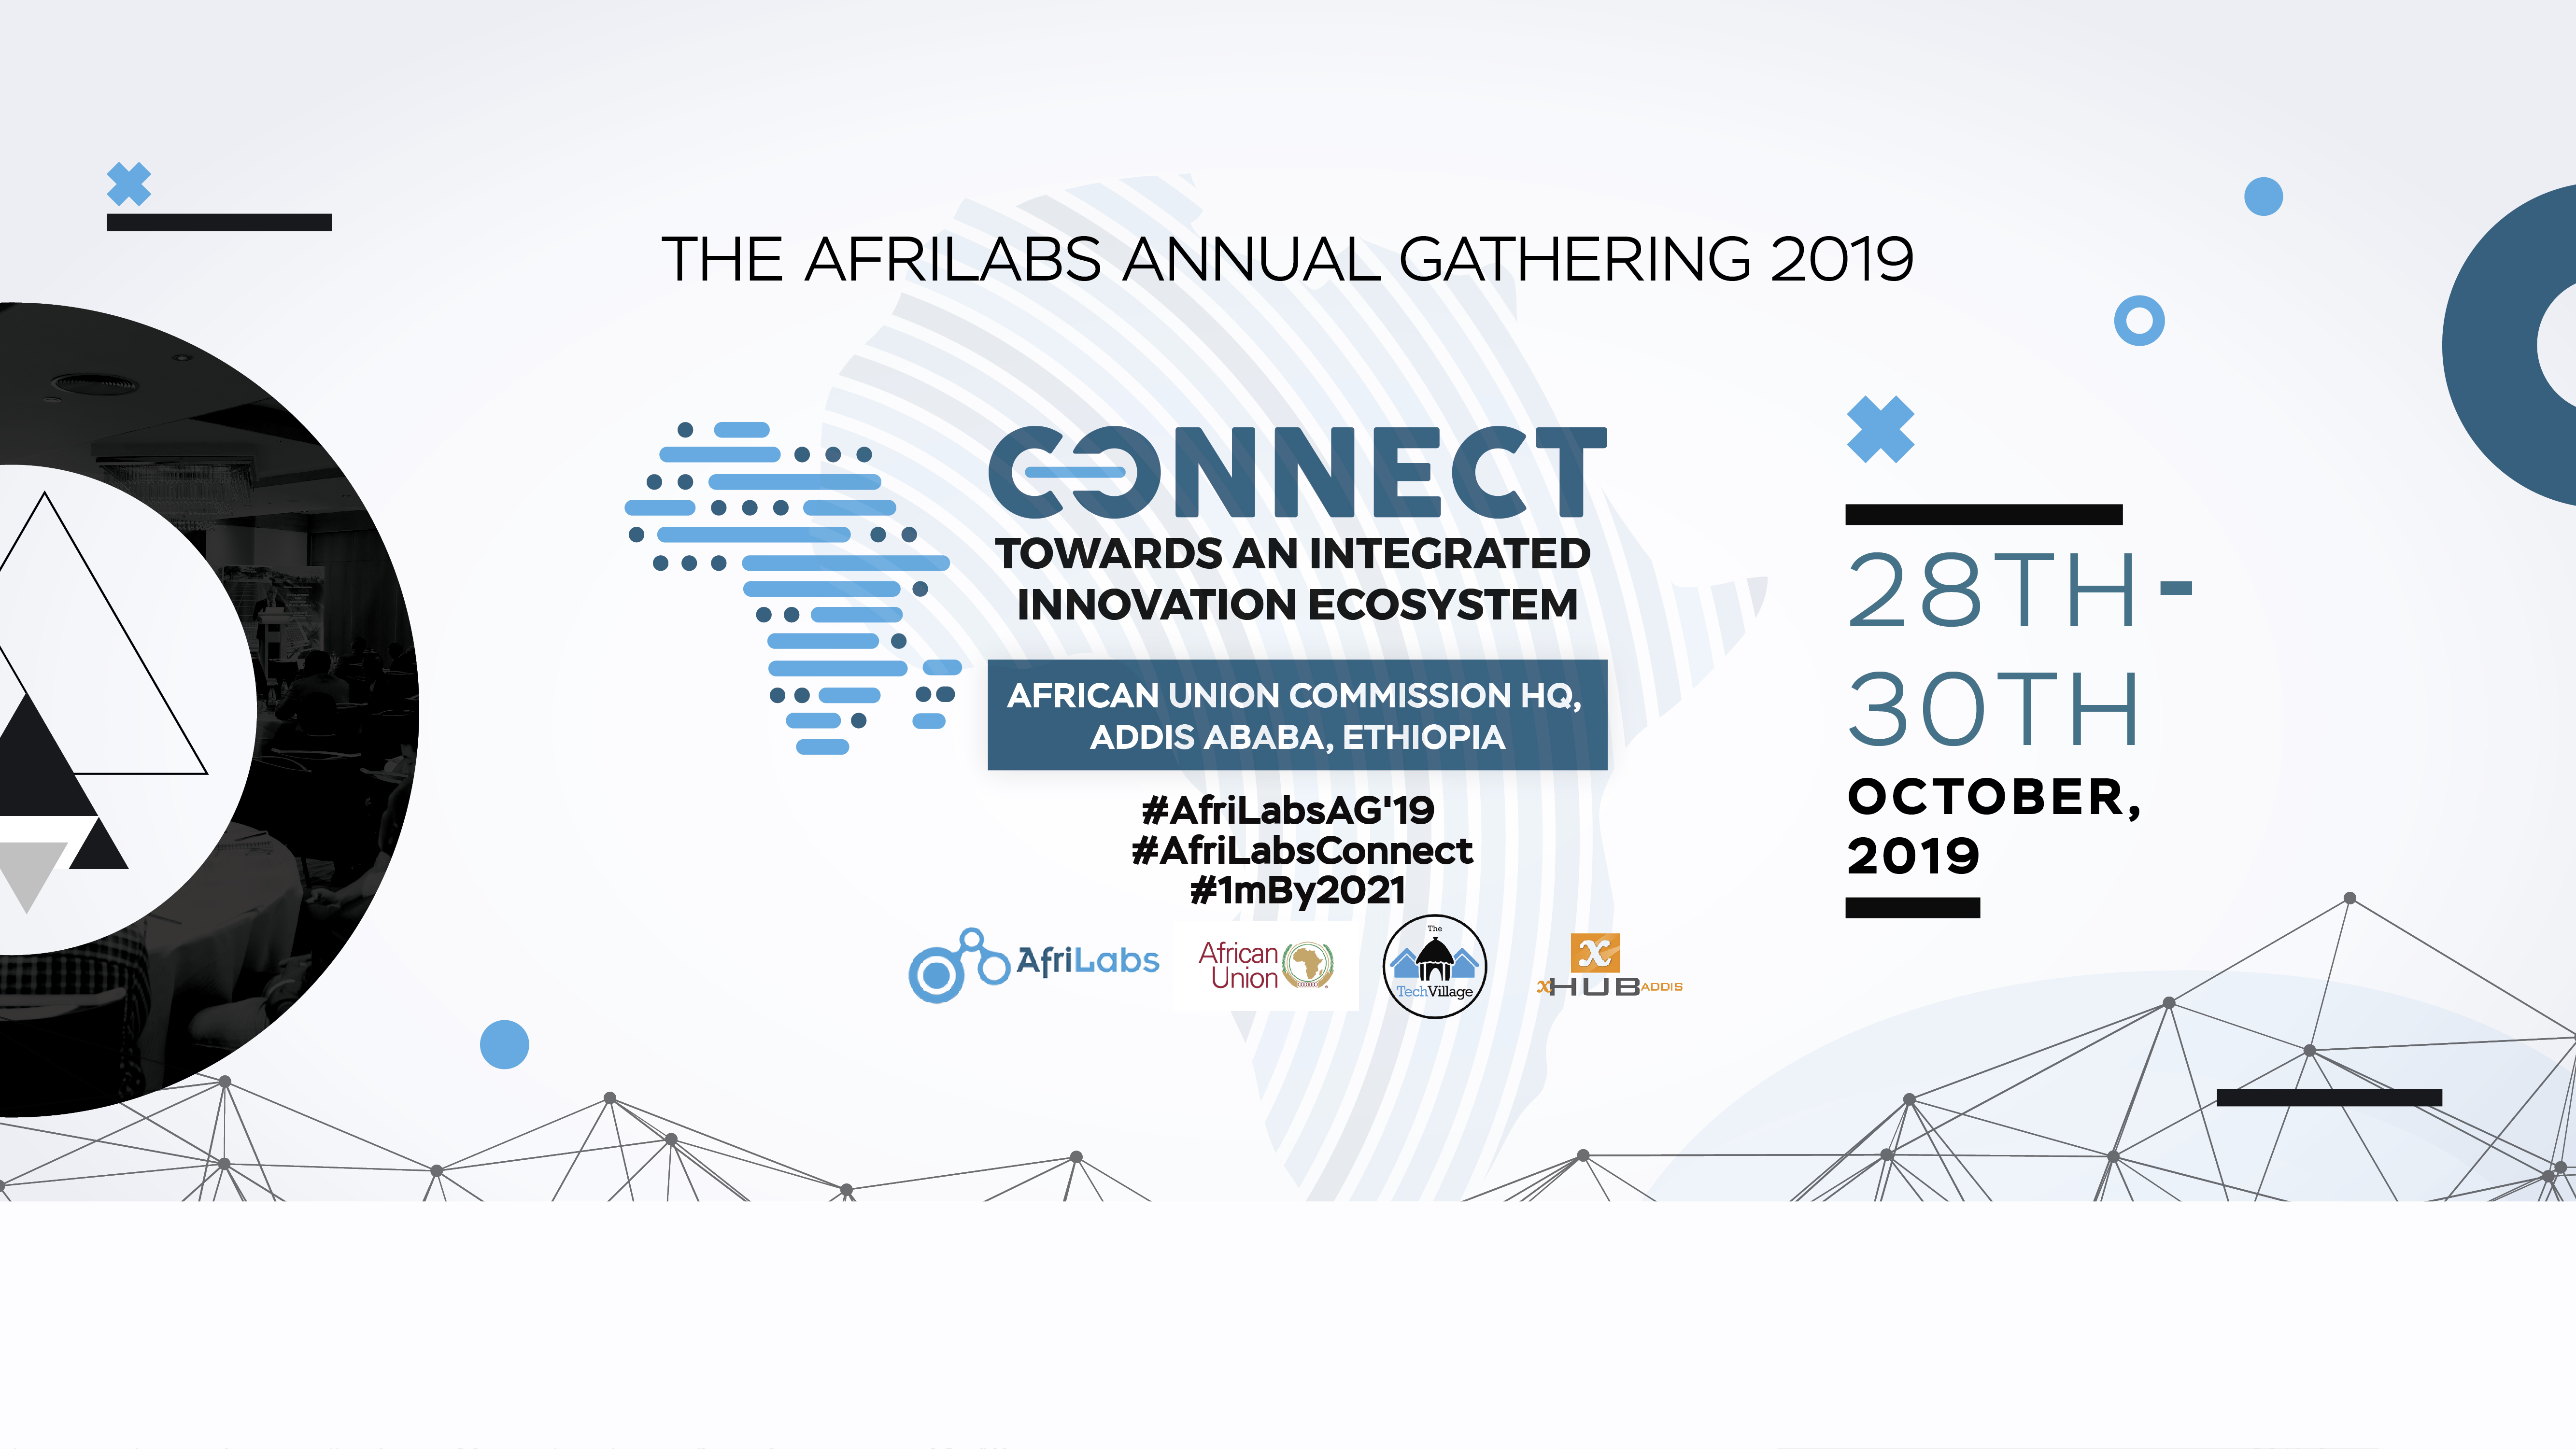 THE AFRILABS ANNUAL GATHERING 2019
CONNECT
TOWARDS AN INTEGRATED
INNOVATION ECOSYSTEM
AFRICAN UNION COMMISSION HQ,
ADDIS ABABA, ETHIOPIA
#AfriLabsAG'19
#AfriLabsConnect
#1mBy2021
28TH-
30TH
OCTOBER,
2019
AfriLabs
African
Union
The
TechVillage
x
xHUB ADDIS